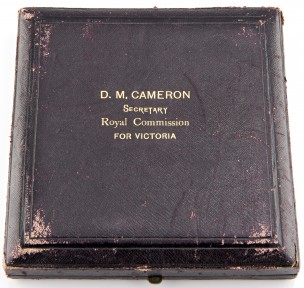 D. M. CAMERON
SECRETARY
Royal Commission
FOR VICTORIA